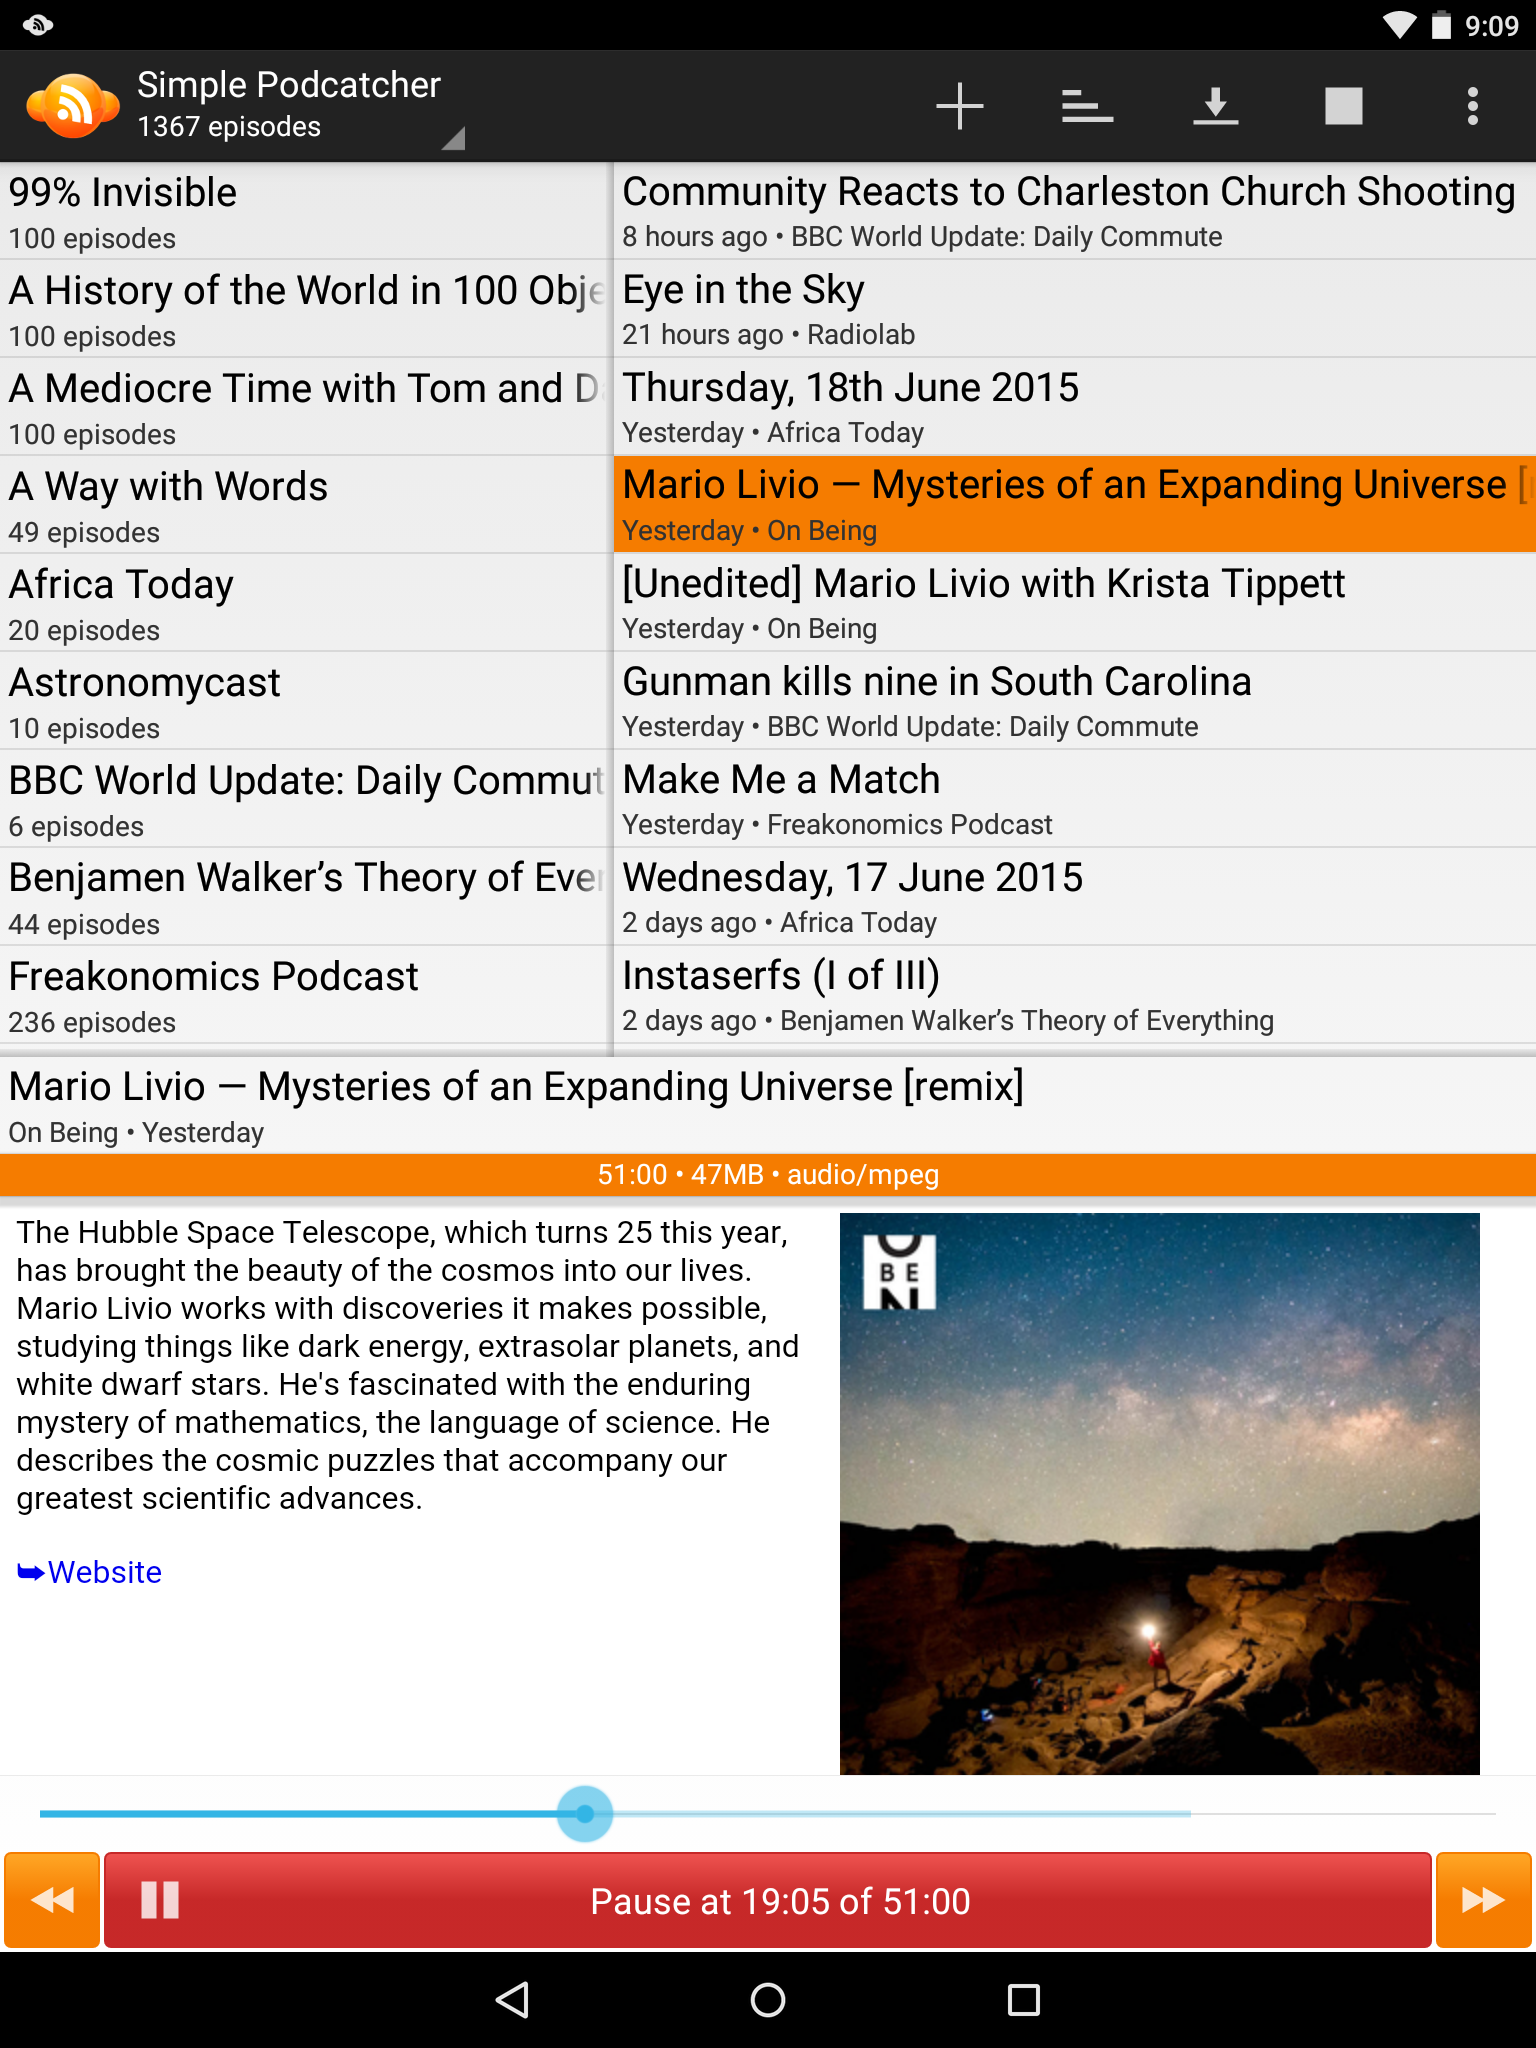 9:09
Simple Podcatcher
1367 episodes
99% Invisible
100 episodes
A History of the World in 100 Obje
100 episodes
A Mediocre Time with Tom and D
100 episodes
A Way with Words
49 episodes
Africa Today
20 episodes
Astronomycast
10 episodes
BBC World Update: Daily Commut
6 episodes
Benjamen Walker’s Theory of Ever
44 episodes
Freakonomics Podcast
236 episodes
Community Reacts to Charleston Church Shooting
8 hours ago • BBC World Update: Daily Commute
Eye in the Sky
21 hours ago • Radiolab
Thursday, 18th June 2015
Yesterday • Africa Today
Mario Livio — Mysteries of an Expanding Universe [
Yesterday • On Being
[Unedited] Mario Livio with Krista Tippett
Yesterday • On Being
Gunman kills nine in South Carolina
Yesterday • BBC World Update: Daily Commute
Make Me a Match
Yesterday • Freakonomics Podcast
Wednesday, 17 June 2015
2 days ago • Africa Today
Instaserfs (I of III)
2 days ago • Benjamen Walker’s Theory of Everything
Mario Livio — Mysteries of an Expanding Universe [remix]
On Being • Yesterday
51:00 • 47MB • audio/mpeg
The Hubble Space Telescope, which turns 25 this year,
has brought the beauty of the cosmos into our lives.
Mario Livio works with discoveries it makes possible,
studying things like dark energy, extrasolar planets, and
white dwarf stars. He's fascinated with the enduring
mystery of mathematics, the language of science. He
describes the cosmic puzzles that accompany our
greatest scientific advances.
➥Website
O
BE
N
Pause at 19:05 of 51:00